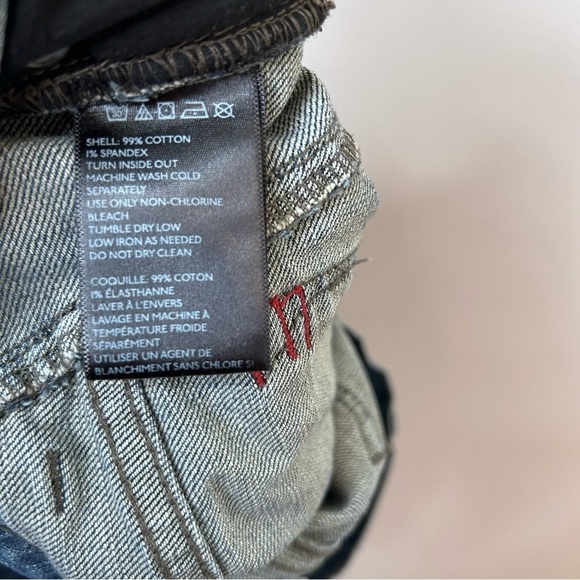 SHELL: 99% COTTON
1% SPANDEX
TURN INSIDE OUT
MACHINE WASH COLD
SEPARATELY
USE ONLY NON-CHLORINE
BLEACH
TUMBLE DRY LOW
LOW IRON AS NEEDED
DO NOT DRY CLEAN
COQUILLE: 99% COTON
1% ÉLASTHANNE
LAVER À L'ENVERS
LAVAGE EN MACHINE À
TEMPÉRATURE FROIDE
SÉPARÉMENT
UTILISER UN AGENT DE
BLANCHIMENT SANS CHLORE SI